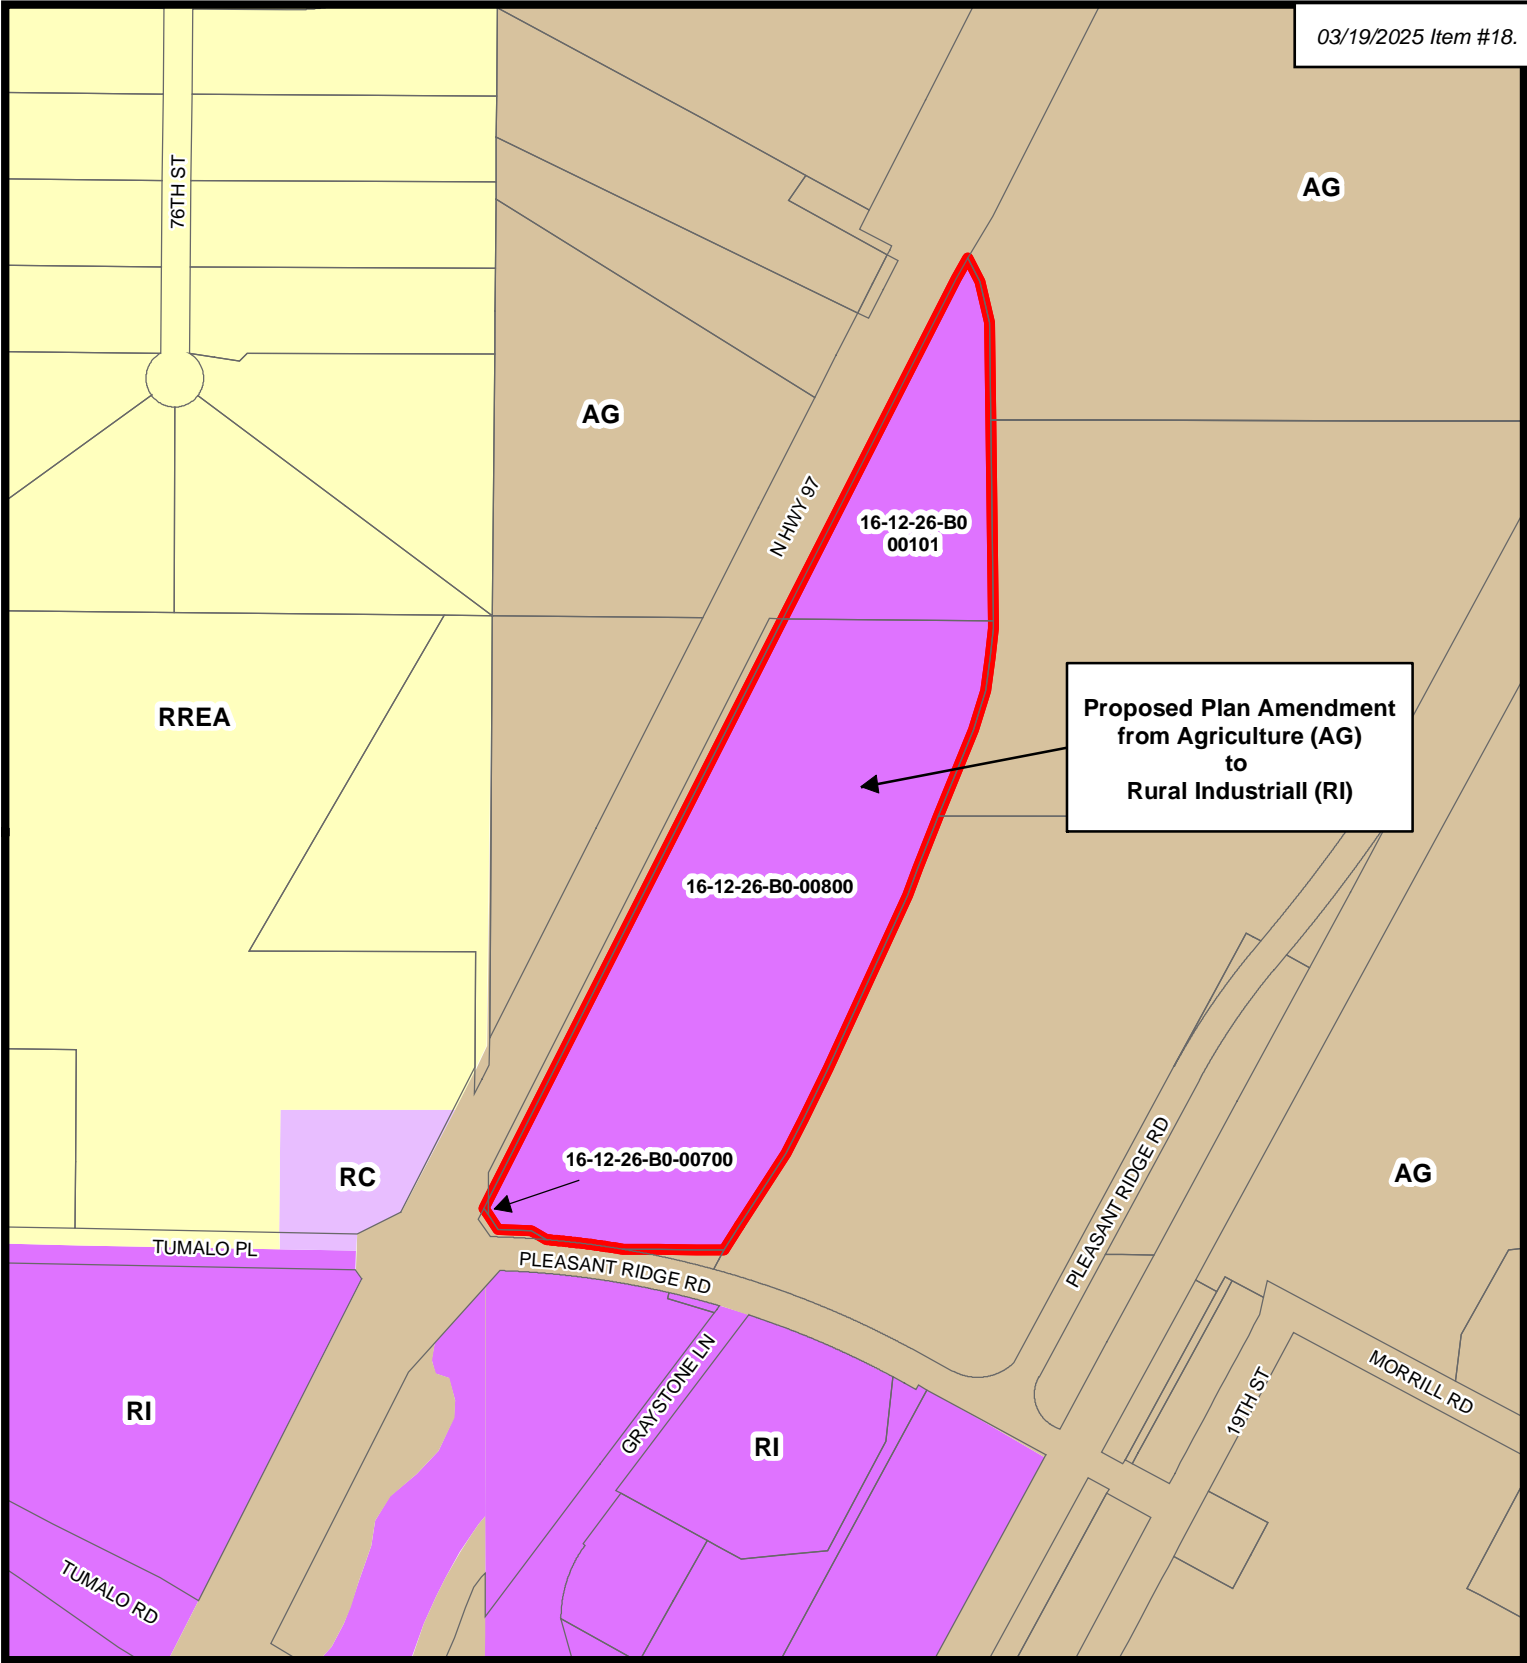 03/19/2025 Item #18.
76TH ST
AG
AG
N HWY 97
16-12-26-B0
00101
RREA
Proposed Plan Amendment
from Agriculture (AG)
to
Rural Industriall (RI)
16-12-26-B0-00800
16-12-26-B0-00700
RC
PLEASANT RIDGE RD
AG
TUMALO PL
PLEASANT RIDGE RD
GRAYSTONE LN
19TH ST
MORRILL RD
RI
RI
TUMALO RD